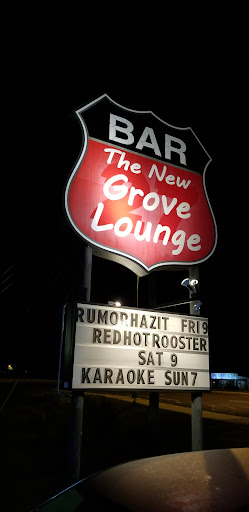 BAR
The New
Grove
Lounge
RUMORHAZIT FRI 9
REDHOTROOSTER
SAT 9
KARAOKE SUN 7